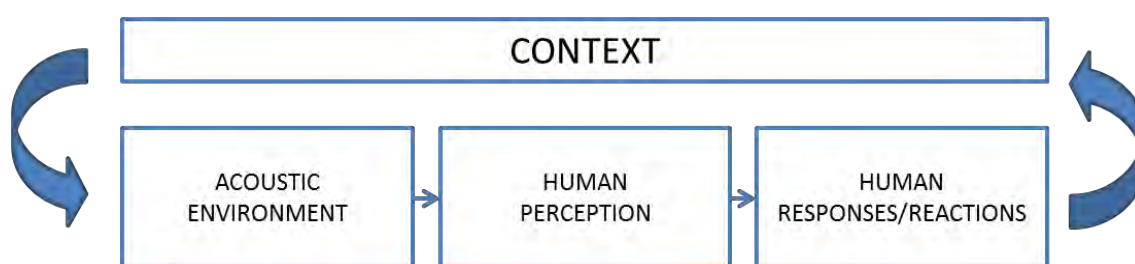 CONTEXT
ACOUSTIC
ENVIRONMENT
HUMAN
PERCEPTION
HUMAN
RESPONSES/REACTIONS